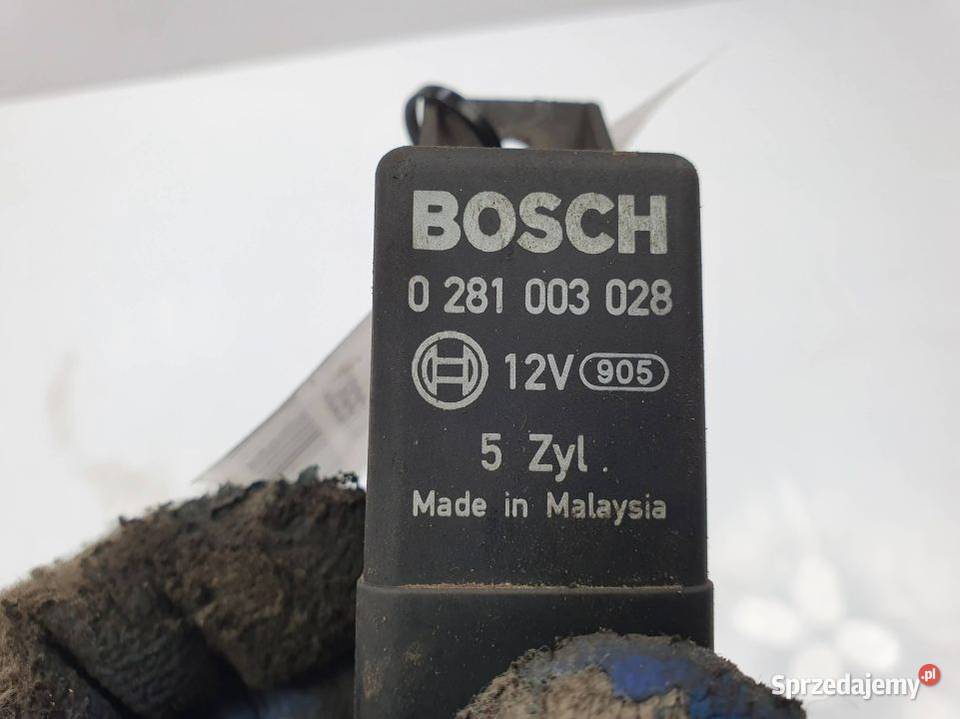 BOSCH
0 281 003 028
12V 905
5 Zyl.
Made in Malaysia
Sprzedajemy.pl